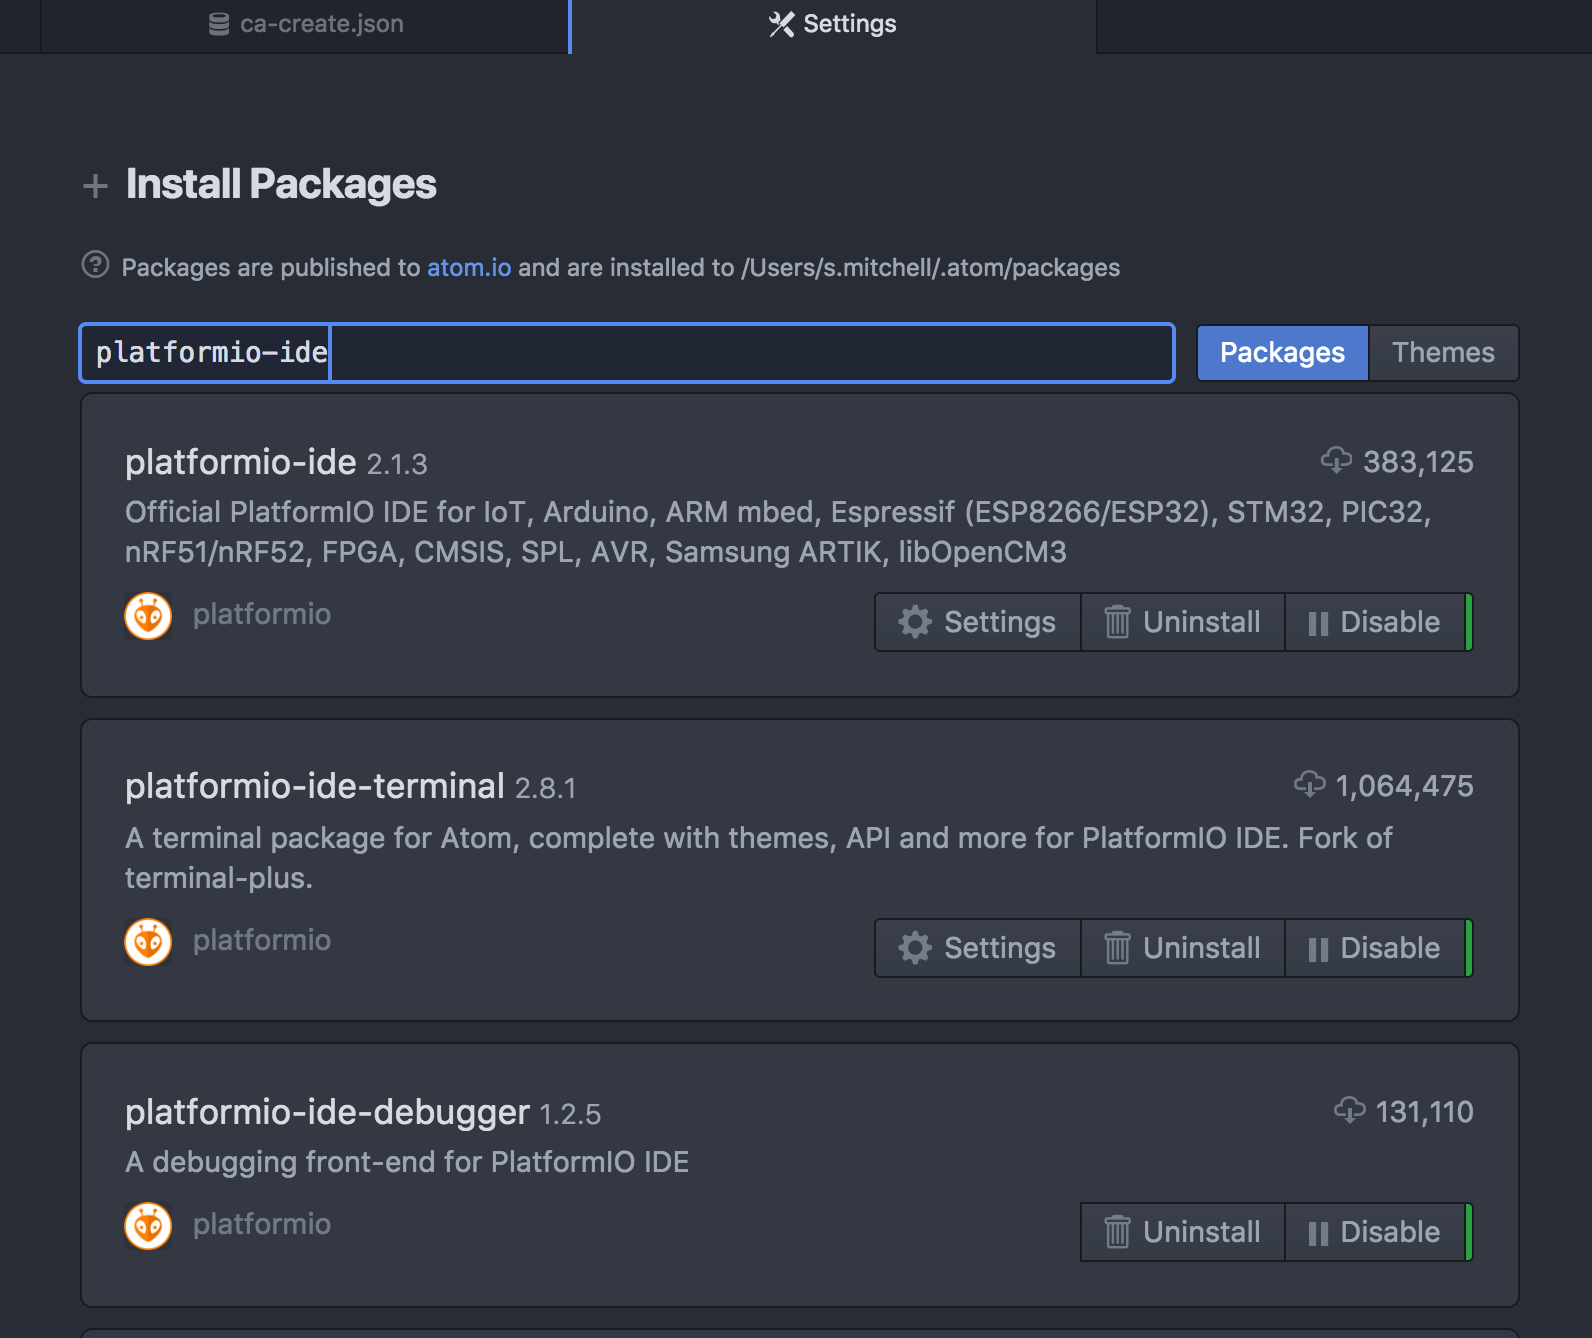 ca-create.json
Settings
Install Packages
Packages are published to atom.io and are installed to /Users/s.mitchell/.atom/packages
platformio-ide
Packages
Themes
platformio-ide 2.1.3
383,125
Official PlatformIO IDE for IoT, Arduino, ARM mbed, Espressif (ESP8266/ESP32), STM32, PIC32,
nRF51/nRF52, FPGA, CMSIS, SPL, AVR, Samsung ARTIK, libOpenCM3
platformio
Settings
Uninstall
Disable
platformio-ide-terminal 2.8.1
1,064,475
A terminal package for Atom, complete with themes, API and more for PlatformIO IDE. Fork of
terminal-plus.
platformio
Settings
Uninstall
Disable
platformio-ide-debugger 1.2.5
131,110
A debugging front-end for PlatformIO IDE
platformio
Uninstall
Disable